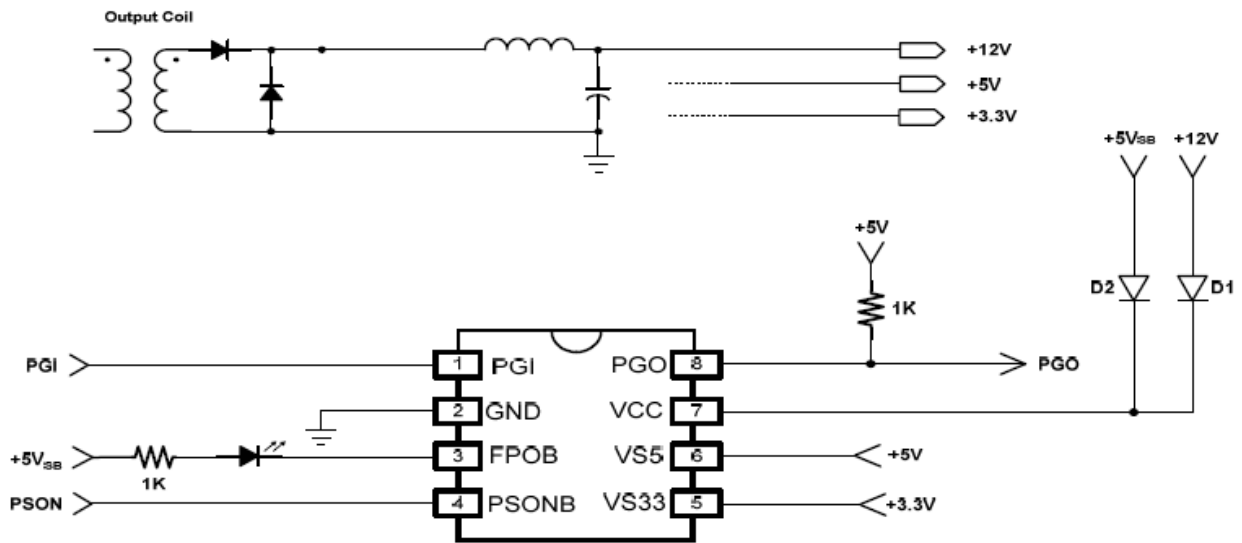 Output Coil
+12V
+5V
+3.3V
+5VSB +12V
+5V
D2 D1
1K
PGI 1 PGI PGO 8 PGO
2 GND VCC 7
+5VSB 1K 3 FPOB VS5 6 +5V
PSON 4 PSONB VS33 5 +3.3V